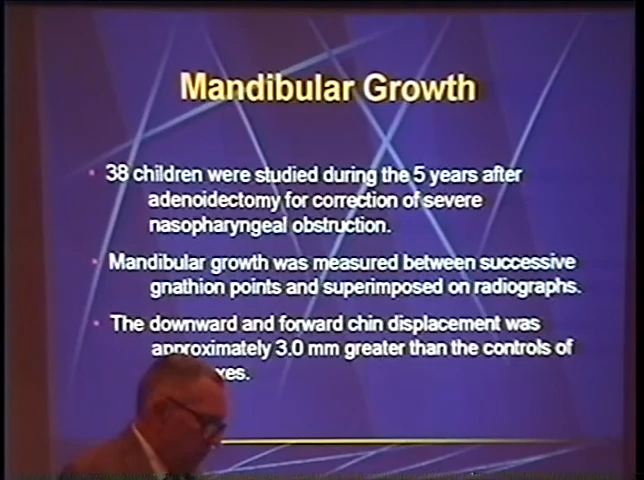 Mandibular Growth
38 children were studied during the 5 years after
adenoidectomy for correction of severe
nasopharyngeal obstruction.
Mandibular growth was measured between successive
gnathion points and superimposed on radiographs.
The downward and forward chin displacement was
approximately 3.0 mm greater than the controls of
xes.